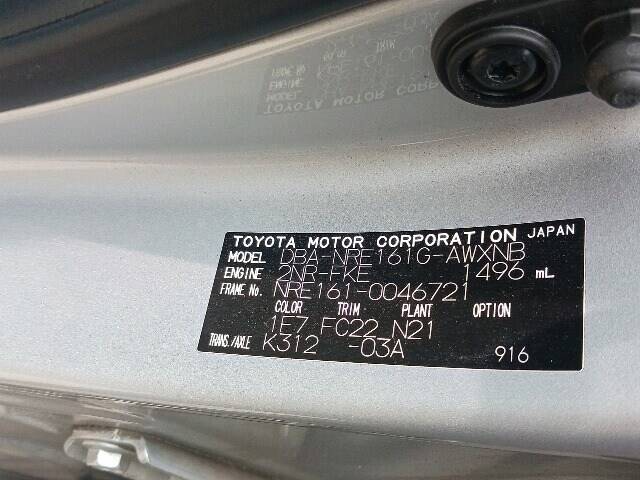 TOYOTA MOTOR CORPORATION JAPAN
MODEL DBA-NRE161G-AWXNB
ENGINE 2NR-FKE 1496 mL
FRAME No. NRE161-0046721
COLOR TRIM PLANT OPTION
1E7 FC22 N21
TRANS./AXLE K312 -03A
916